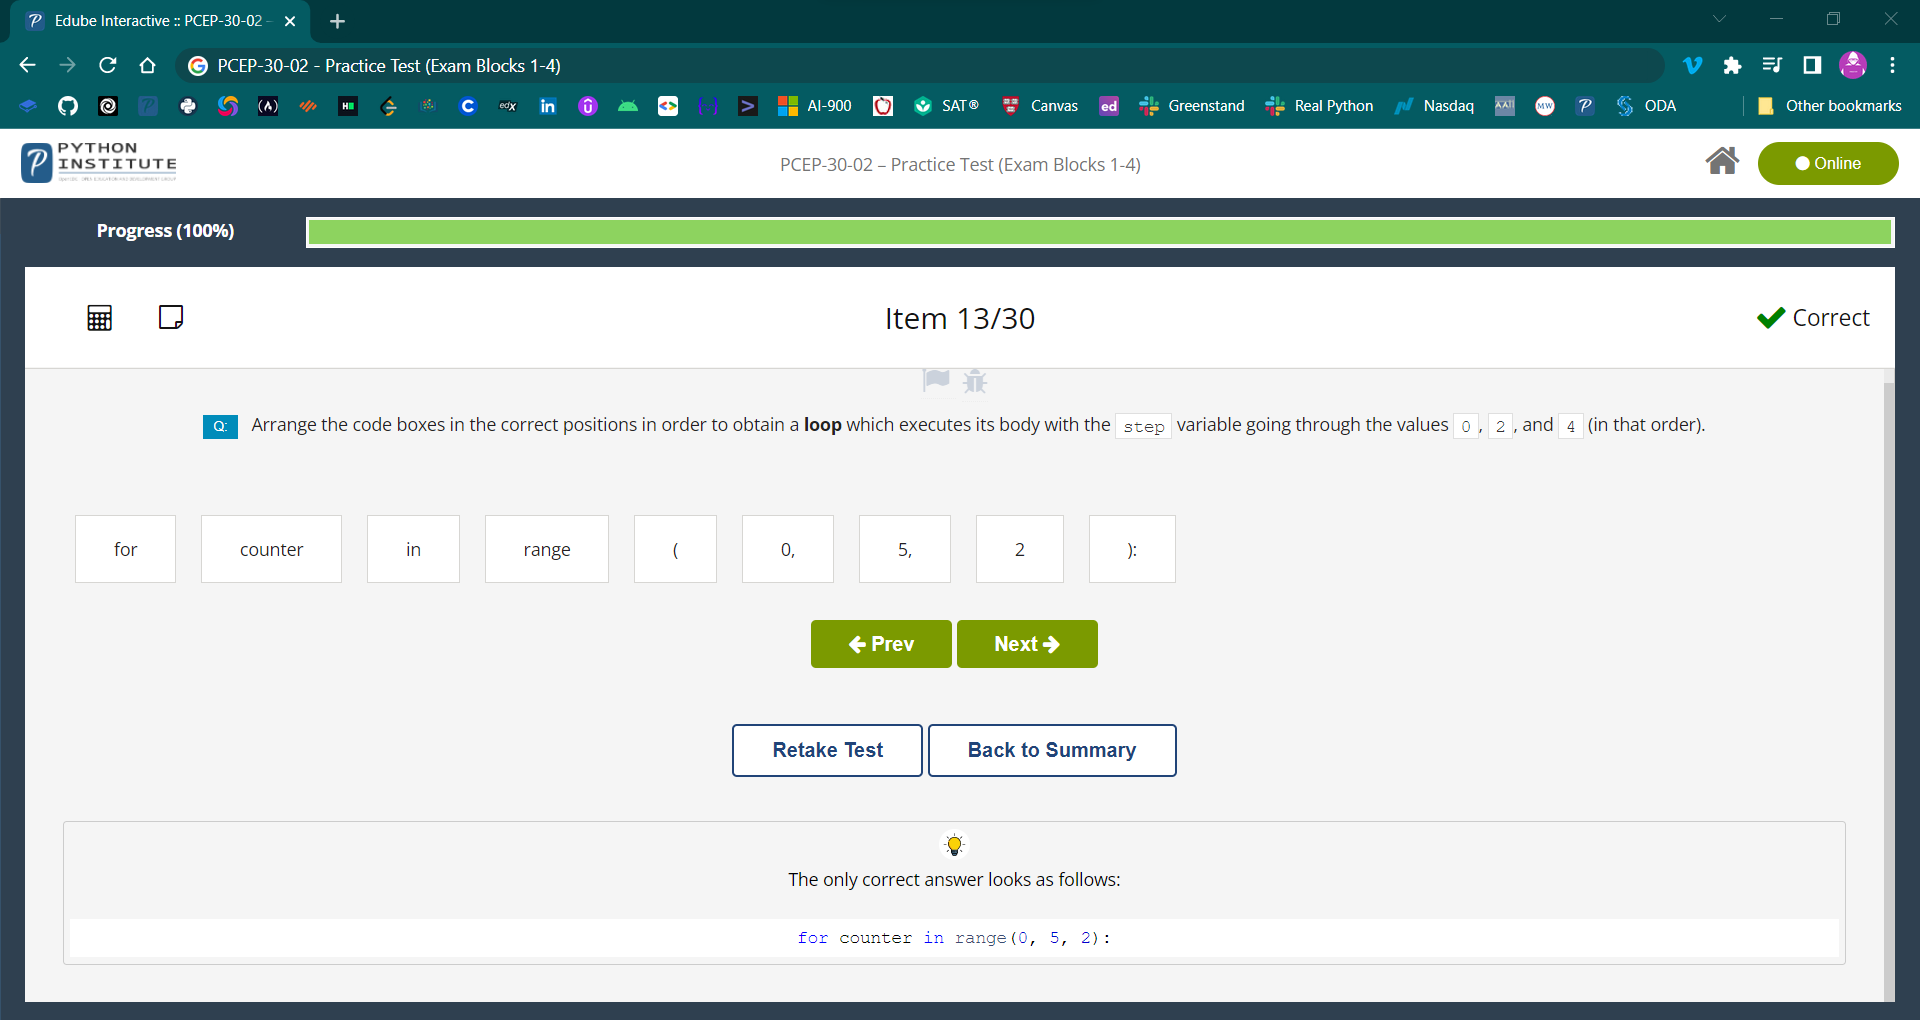 Edube Interactive :: PCEP-30-02 -
PCEP-30-02 - Practice Test (Exam Blocks 1-4)
AI-900
SAT®
Canvas
ed
Greenstand
Real Python
Nasdaq
MW
ODA
Other bookmarks
PYTHON
INSTITUTE
PCEP-30-02 – Practice Test (Exam Blocks 1-4)
Online
Progress (100%)
Item 13/30
Correct
Q: Arrange the code boxes in the correct positions in order to obtain a loop which executes its body with the step variable going through the values 0, 2, and 4 (in that order).
for counter in range ( 0, 5, 2 ):
Prev Next
Retake Test Back to Summary
The only correct answer looks as follows:
for counter in range(0, 5, 2):